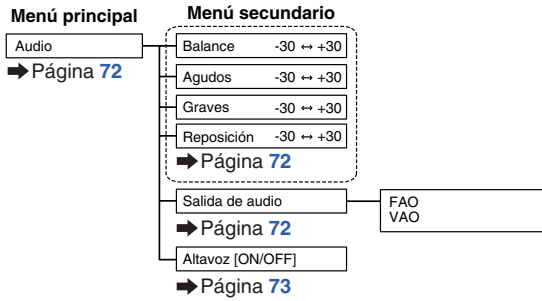 Menú principal
Menú secundario
Audio
➡ Página 72
Balance -30 ↔ +30
Agudos -30 ↔ +30
Graves -30 ↔ +30
Reposición -30 ↔ +30
➡ Página 72
Salida de audio
➡ Página 72
FAO
VAO
Altavoz [ON/OFF]
➡ Página 73